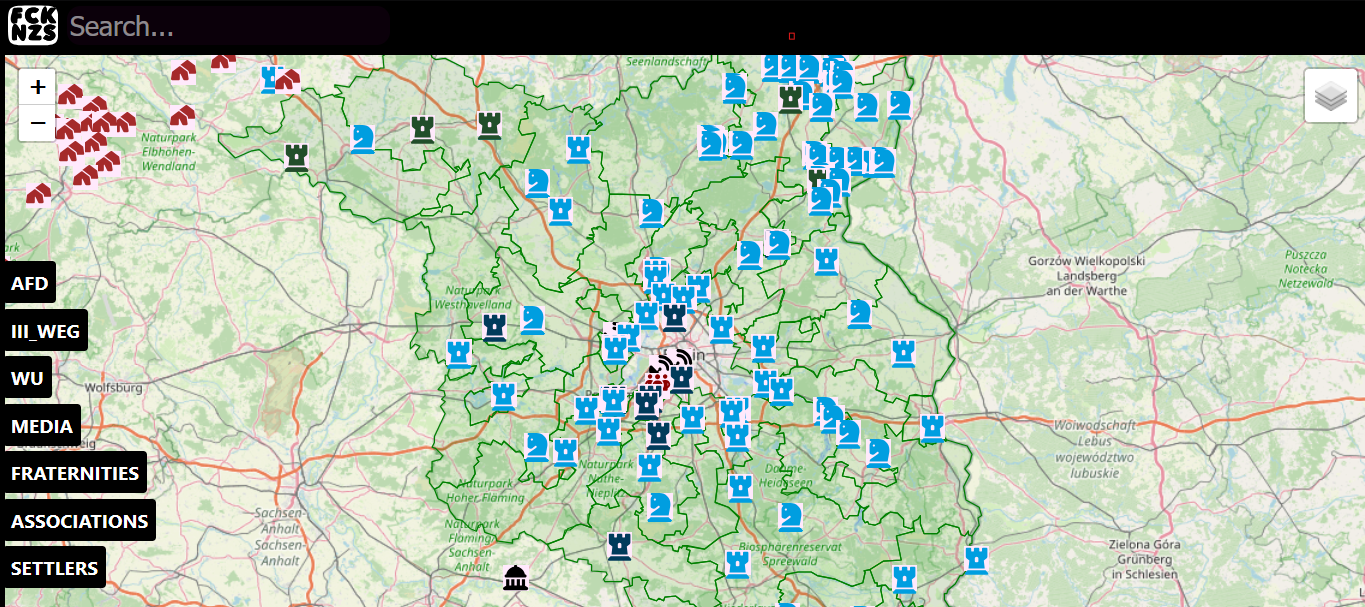 FCK
NZS
Search...
Seenlandschaft
+
−
Naturpark
Elbhöhen-
Wendland
Puszcza
Notecka
Netzewald
Gorzów Wielkopolski
Landsberg
an der Warthe
AFD
Naturpark
Westhavelland
III_WEG
WU
Wolfsburg
MEDIA
Woiwodschaft
Lebus
województwo
lubuskie
FRATERNITIES
Naturpark
Nuthe-
Nieplitz
Dahme-
Heideseen
Naturpark
Hoher Fläming
ASSOCIATIONS
Sachsen-
Anhalt
Sachsen-
Anhalt
Naturpark
Fläming/
Sachsen-
Anhalt
Biosphärenreservat
Spreewald
Zielona Góra
Grünberg
in Schlesien
SETTLERS